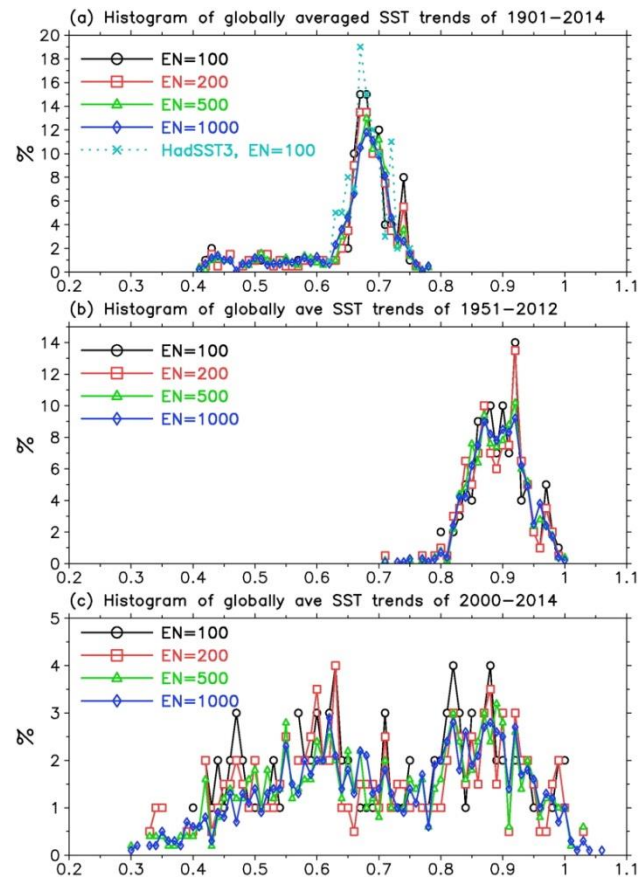 (a) Histogram of globally averaged SST trends of 1901−2014
20
18
16
14
12
10
8
6
4
2
0
%
EN=100
EN=200
EN=500
EN=1000
HadSST3, EN=100
0.2 0.3 0.4 0.5 0.6 0.7 0.8 0.9 1 1.1
(b) Histogram of globally ave SST trends of 1951−2012
14
12
10
8
6
4
2
0
%
EN=100
EN=200
EN=500
EN=1000
0.2 0.3 0.4 0.5 0.6 0.7 0.8 0.9 1 1.1
(c) Histogram of globally ave SST trends of 2000−2014
5
4
3
2
1
0
%
EN=100
EN=200
EN=500
EN=1000
0.2 0.3 0.4 0.5 0.6 0.7 0.8 0.9 1 1.1